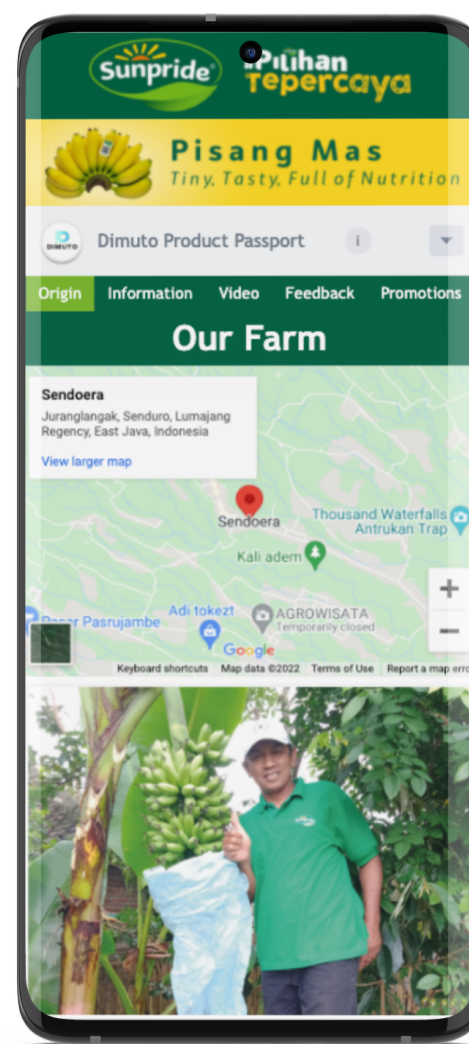 Sunpride
Pilihan
Tepercaya
Pisang Mas
Tiny, Tasty, Full of Nutrition
DIMUTO
Dimuto Product Passport
i
Origin Information Video Feedback Promotions
Our Farm
Sendoera
Juranglangak, Senduro, Lumajang
Regency, East Java, Indonesia
View larger map
Sendoera
Thousand Waterfalls
Antrukan Trap
Kali adem
+
Adi tokezt
AGROWISATA
Temporarily closed
Pasrujambe
−
Google
Keyboard shortcuts Map data ©2022 Terms of Use Report a map